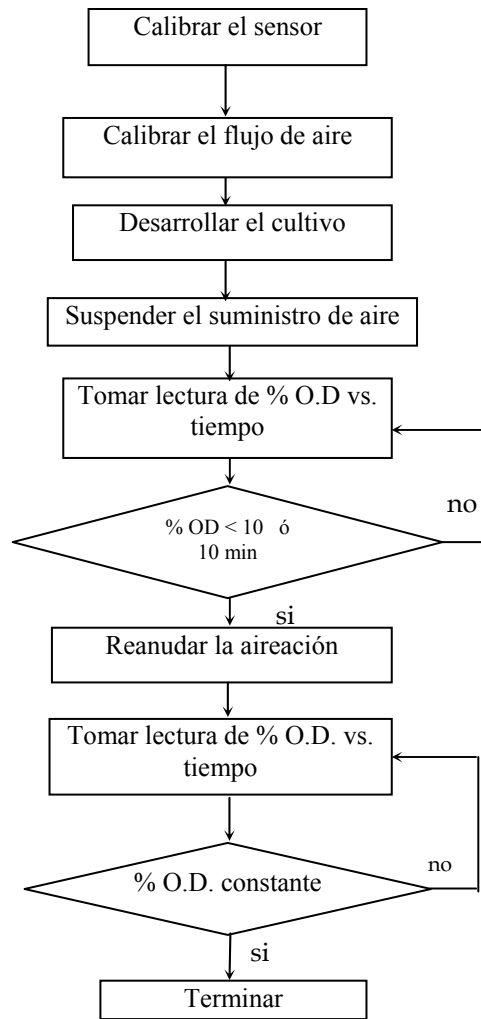 Calibrar el sensor
Calibrar el flujo de aire
Desarrollar el cultivo
Suspender el suministro de aire
Tomar lectura de % O.D vs.
tiempo
% OD < 10 ó
10 min
no
si
Reanudar la aireación
Tomar lectura de % O.D. vs.
tiempo
% O.D. constante
no
si
Terminar